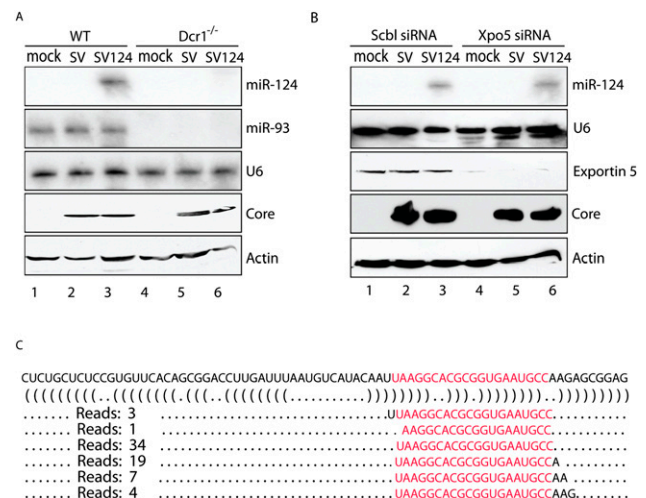 A
WT Dcr1-/-
mock SV SV124 mock SV SV124
miR-124
miR-93
U6
Core
Actin
1 2 3 4 5 6
B
Scbl siRNA Xpo5 siRNA
mock SV SV124 mock SV SV124
miR-124
U6
Exportin 5
Core
Actin
1 2 3 4 5 6
C
CUCUGCUCUCCGUGUUCACAGCGGACCUUGAUUUAAUGUCAUACAAUUAAGGCACGCGGUGAAUGCCAAGAGCGGAG
Reads: 3 UUAAGGCACGCGGUGAAUGCC
Reads: 1 AAGGCACGCGGUGAAUGCC
Reads: 34 UAAGGCACGCGGUGAAUGCC
Reads: 19 UAAGGCACGCGGUGAAUGCCA
Reads: 7 UAAGGCACGCGGUGAAUGCCAA
Reads: 4 UAAGGCACGCGGUGAAUGCCAAG